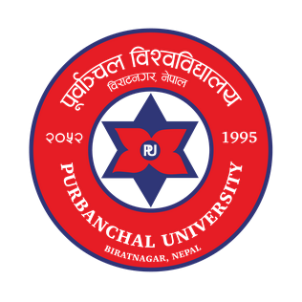 पूर्वाञ्चल विश्वविद्यालय
विराटनगर, नेपाल
२०५२
1995
PU
PURBANCHAL UNIVERSITY
BIRATNAGAR, NEPAL